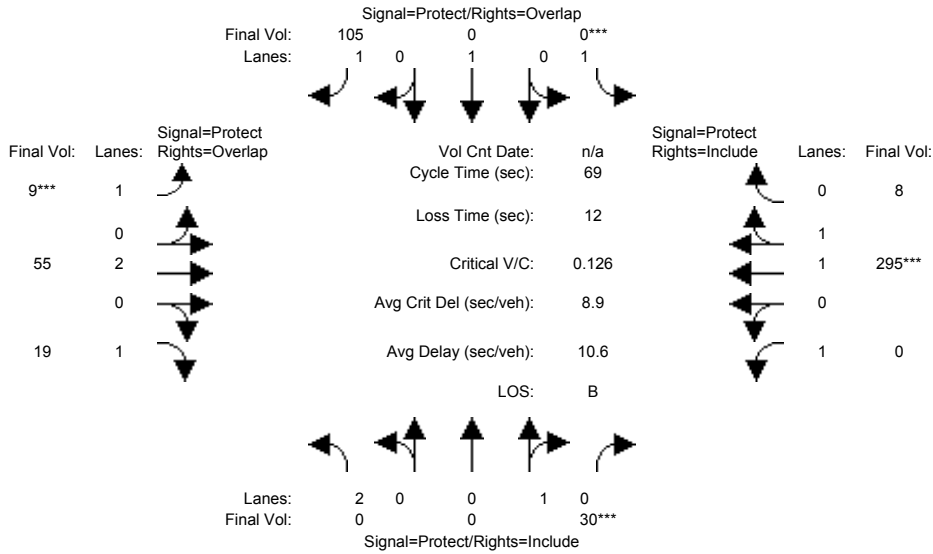 Signal=Protect/Rights=Overlap
Final Vol: 105 0 0***
Lanes: 1 0 1 0 1
Signal=Protect
Final Vol: Lanes: Rights=Overlap
Vol Cnt Date: n/a
Signal=Protect
Rights=Include Lanes: Final Vol:
Cycle Time (sec): 69
9*** 1
0 8
Loss Time (sec): 12
0
1
55 2
Critical V/C: 0.126
1 295***
0
Avg Crit Del (sec/veh): 8.9
0
19 1
Avg Delay (sec/veh): 10.6
1 0
LOS: B
Lanes: 2 0 0 1 0
Final Vol: 0 0 30***
Signal=Protect/Rights=Include